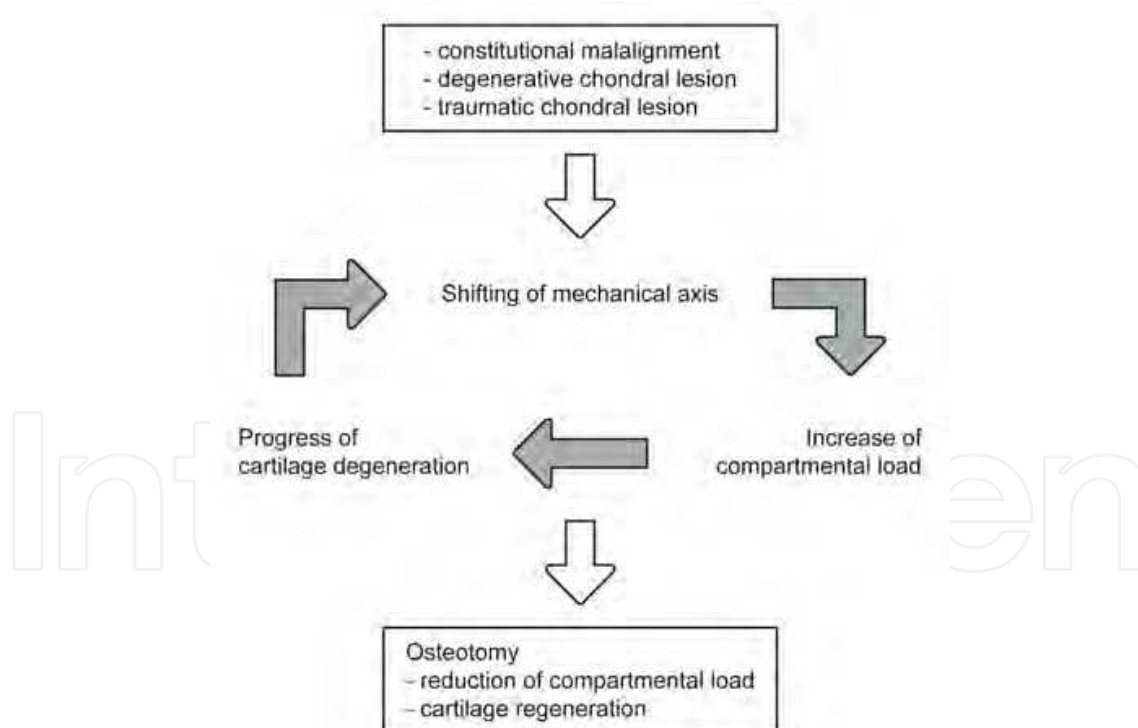 - constitutional malalignment
- degenerative chondral lesion
- traumatic chondral lesion
Shifting of mechanical axis
Progress of
cartilage degeneration
Increase of
compartmental load
Osteotomy
- reduction of compartmental load
- cartilage regeneration